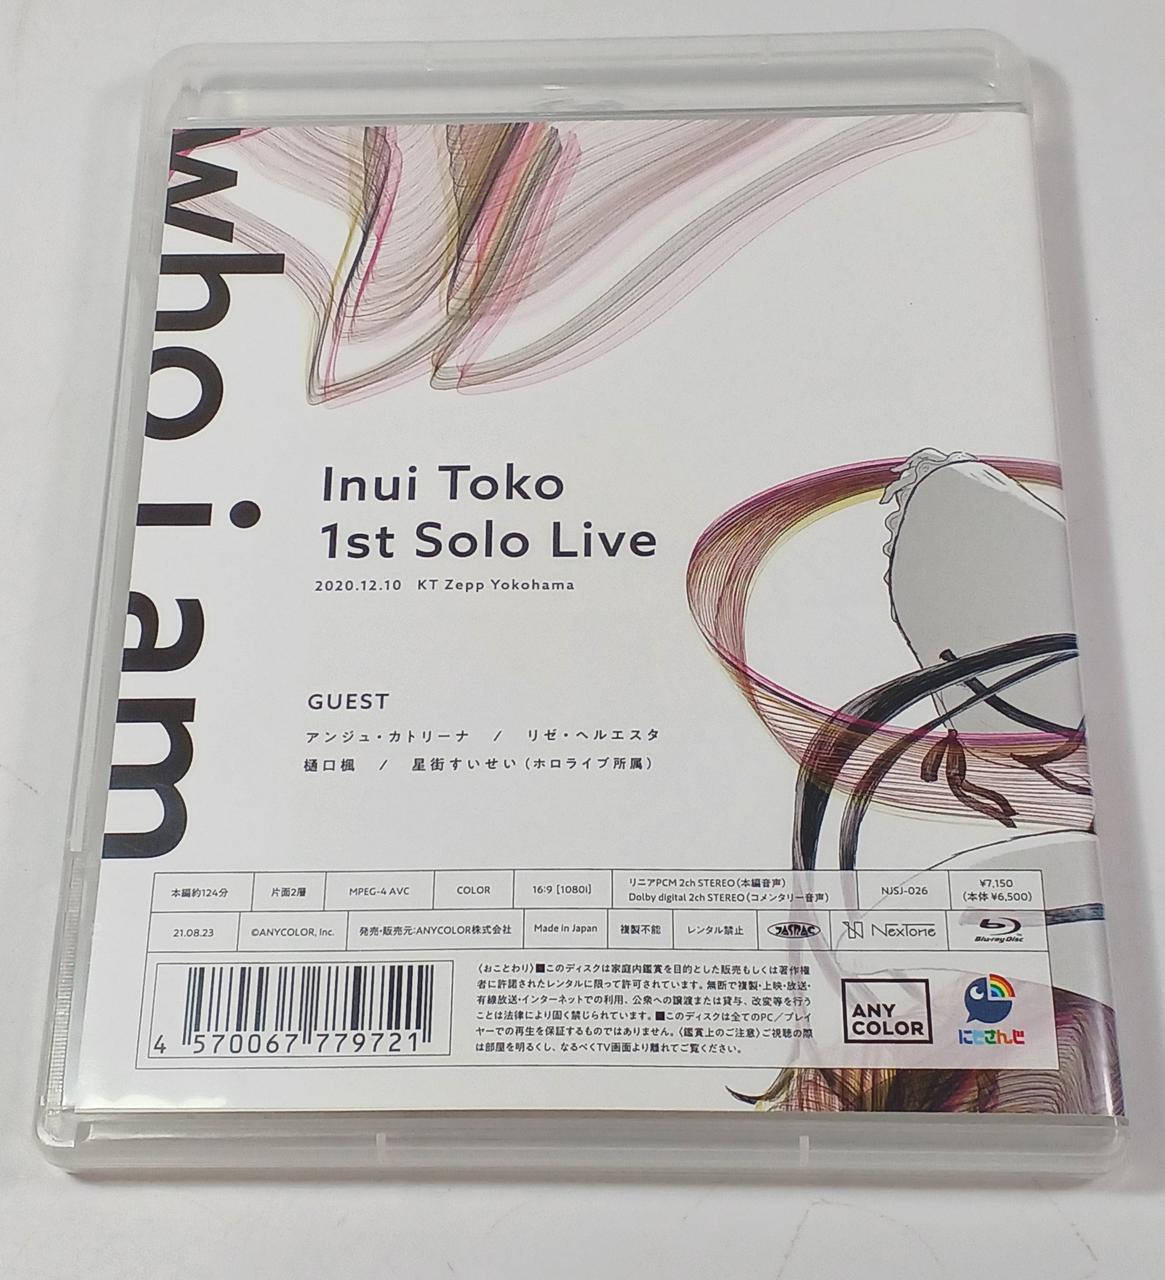 who i am
Inui Toko
1st Solo Live
2020.12.10 KT Zepp Yokohama
GUEST
アンジュ・カトリーナ / リゼ・ヘルエスタ
樋口楓 / 星街すいせい（ホロライブ所属）
本編約124分 片面2層 MPEG-4 AVC COLOR 16:9 [1080i] リニアPCM 2ch STEREO（本編音声） NJSJ-026 ¥7,150
Dolby digital 2ch STEREO（コメンタリー音声） （本体 ¥6,500）
21.08.23 ©ANYCOLOR, Inc. 発売・販売元:ANYCOLOR株式会社 Made in Japan 複製不能 レンタル禁止 JASRAC NexTone Blu-ray Disc
〈おことわり〉■このディスクは家庭内鑑賞を目的とした販売もしくは著作権
者に許諾されたレンタルに限って許可されています。無断で複製・上映・放送・
有線放送・インターネットでの利用、公衆への譲渡または貸与、改変等を行う
ことは法律により固く禁じられています。■このディスクは全てのPC／プレイ
ヤーでの再生を保証するものではありません。〈鑑賞上のご注意〉ご視聴の際
は部屋を明るくし、なるべくTV画面より離れてご覧ください。
4 570067 779721
ANY
COLOR
にじさんじ